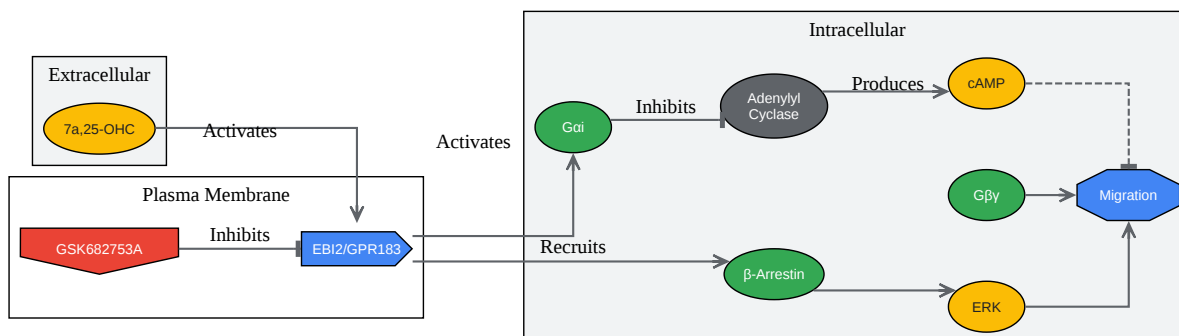 Intracellular
Extracellular
7a,25-OHC
Activates
Activates
Gαi
Inhibits
Adenylyl
Cyclase
Produces
cAMP
Plasma Membrane
GSK682753A
Inhibits
EBI2/GPR183
Recruits
β-Arrestin
Gβγ
Migration
ERK